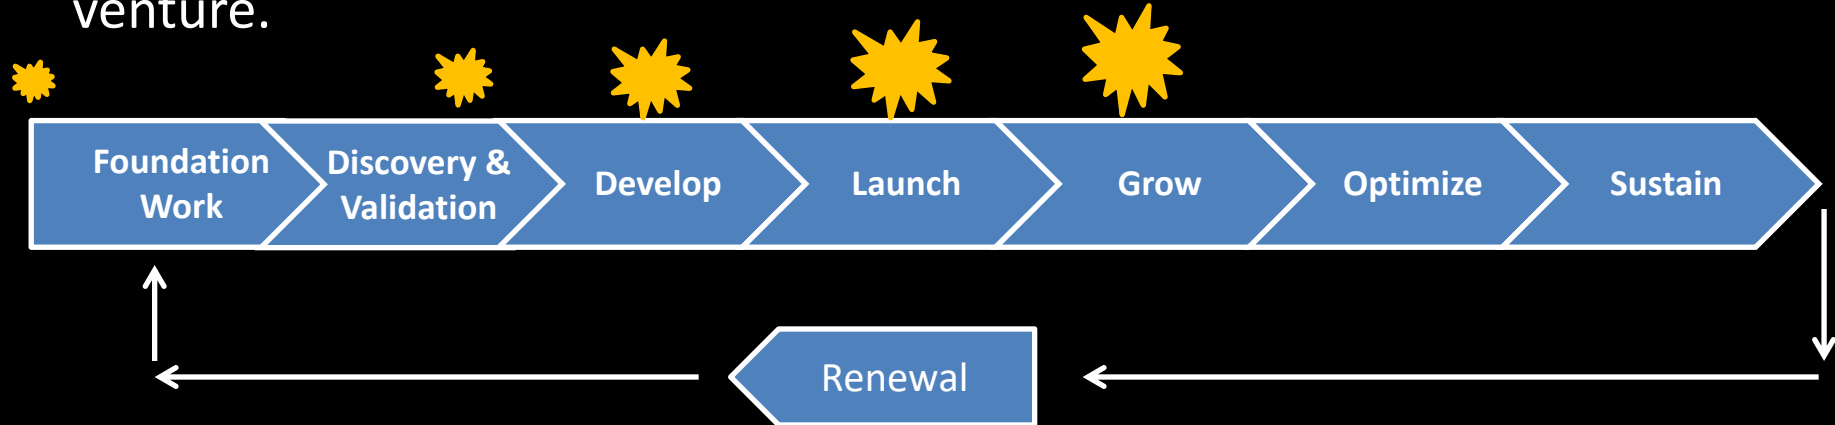 venture.
Foundation
Work
Discovery &
Validation
Develop
Launch
Grow
Optimize
Sustain
Renewal